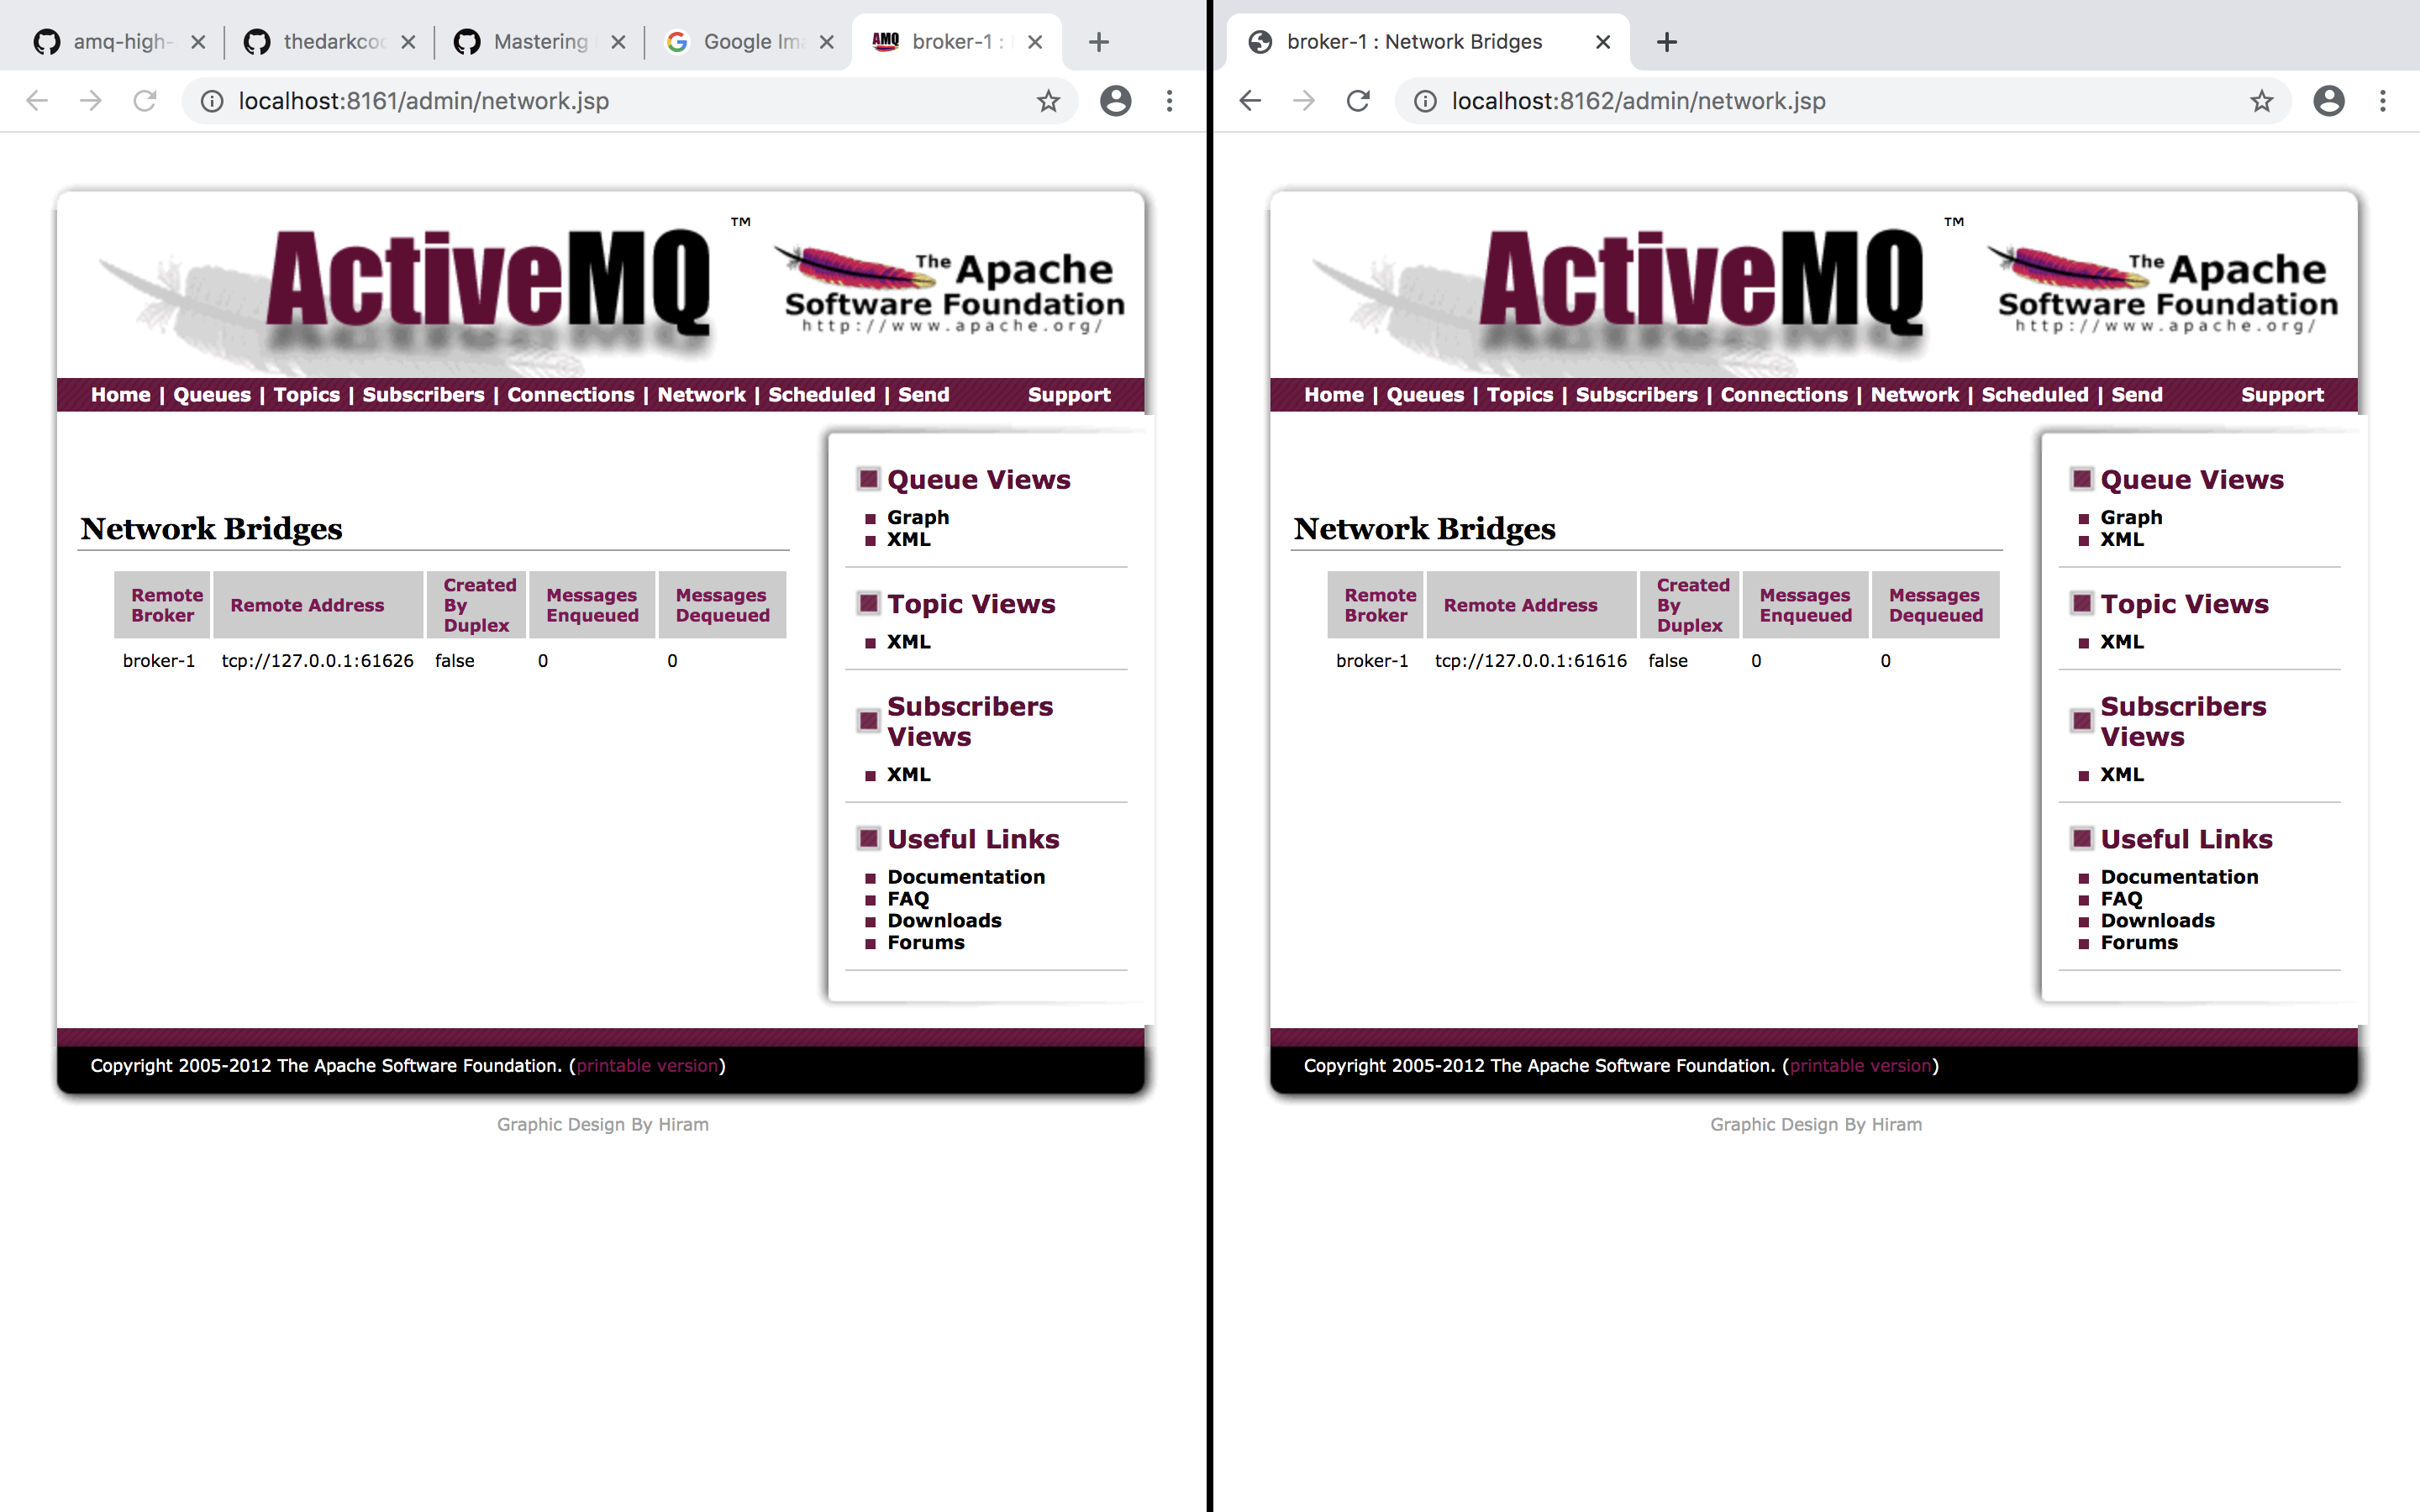 amq-high-
thedarkcoc
Mastering
Google Ima
broker-1 :
localhost:8161/admin/network.jsp
ActiveMQ ™
The Apache
Software Foundation
http://www.apache.org/
Home | Queues | Topics | Subscribers | Connections | Network | Scheduled | Send
Support
Network Bridges
Remote Broker
Remote Address
Created By Duplex
Messages Enqueued
Messages Dequeued
broker-1
tcp://127.0.0.1:61626
false
0
0
Queue Views
Graph
XML
Topic Views
XML
Subscribers
Views
XML
Useful Links
Documentation
FAQ
Downloads
Forums
Copyright 2005-2012 The Apache Software Foundation. (printable version)
Graphic Design By Hiram
broker-1 : Network Bridges
localhost:8162/admin/network.jsp
ActiveMQ ™
The Apache
Software Foundation
http://www.apache.org/
Home | Queues | Topics | Subscribers | Connections | Network | Scheduled | Send
Support
Network Bridges
Remote Broker
Remote Address
Created By Duplex
Messages Enqueued
Messages Dequeued
broker-1
tcp://127.0.0.1:61616
false
0
0
Queue Views
Graph
XML
Topic Views
XML
Subscribers
Views
XML
Useful Links
Documentation
FAQ
Downloads
Forums
Copyright 2005-2012 The Apache Software Foundation. (printable version)
Graphic Design By Hiram